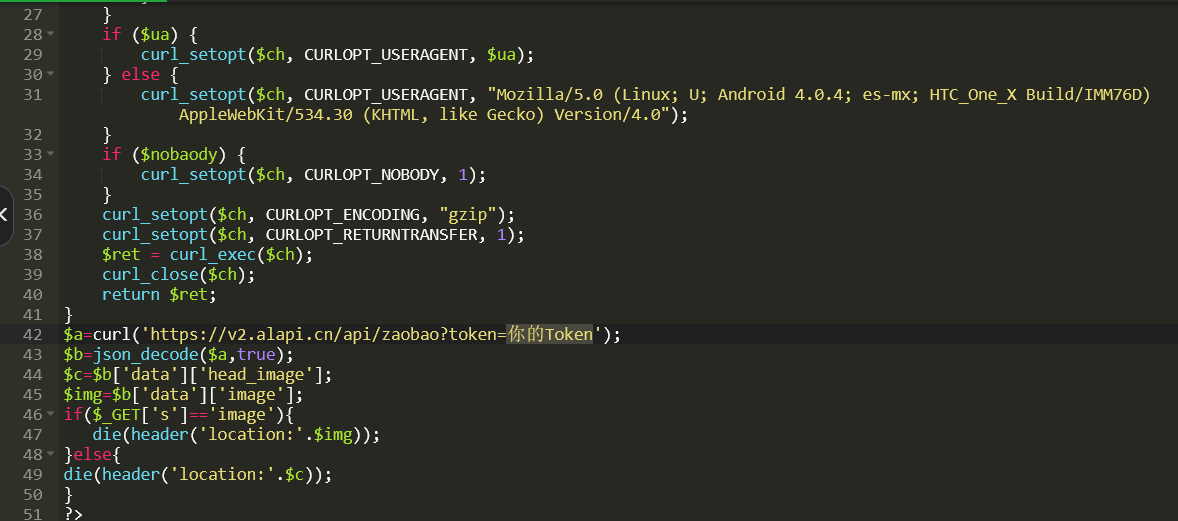 27 }
28 if ($ua) {
29 curl_setopt($ch, CURLOPT_USERAGENT, $ua);
30 } else {
31 curl_setopt($ch, CURLOPT_USERAGENT, "Mozilla/5.0 (Linux; U; Android 4.0.4; es-mx; HTC_One_X Build/IMM76D)
AppleWebKit/534.30 (KHTML, like Gecko) Version/4.0");
32 }
33 if ($nobaody) {
34 curl_setopt($ch, CURLOPT_NOBODY, 1);
35 }
36 curl_setopt($ch, CURLOPT_ENCODING, "gzip");
37 curl_setopt($ch, CURLOPT_RETURNTRANSFER, 1);
38 $ret = curl_exec($ch);
39 curl_close($ch);
40 return $ret;
41 }
42 $a=curl('https://v2.alapi.cn/api/zaobao?token=你的Token');
43 $b=json_decode($a,true);
44 $c=$b['data']['head_image'];
45 $img=$b['data']['image'];
46 if($_GET['s']=='image'){
47 die(header('location:'.$img));
48 }else{
49 die(header('location:'.$c));
50 }
51 ?>